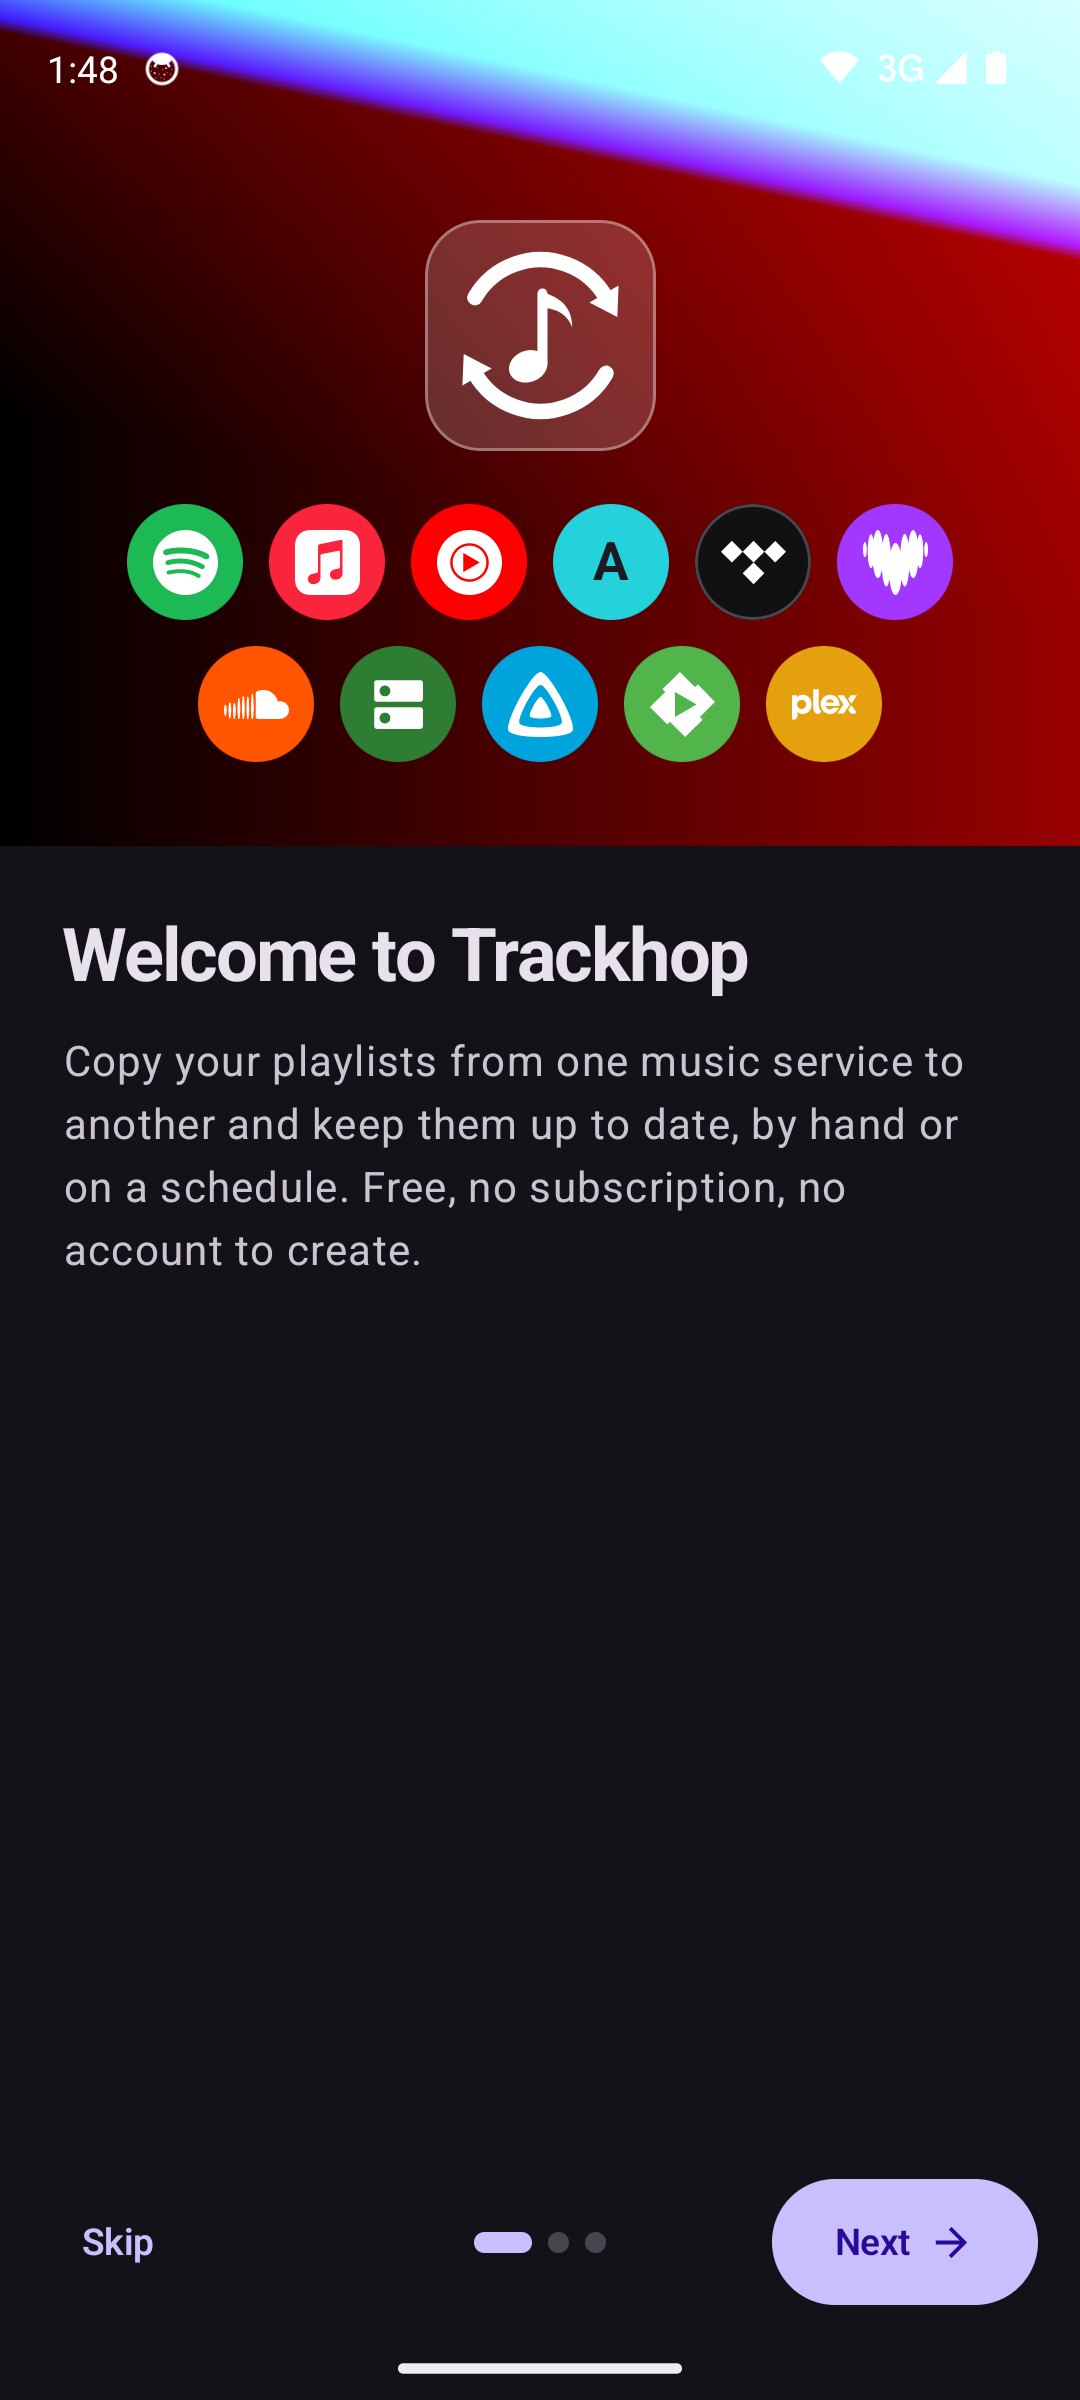 1:48
3G
A
plex
Welcome to Trackhop
Copy your playlists from one music service to
another and keep them up to date, by hand or
on a schedule. Free, no subscription, no
account to create.
Skip
Next